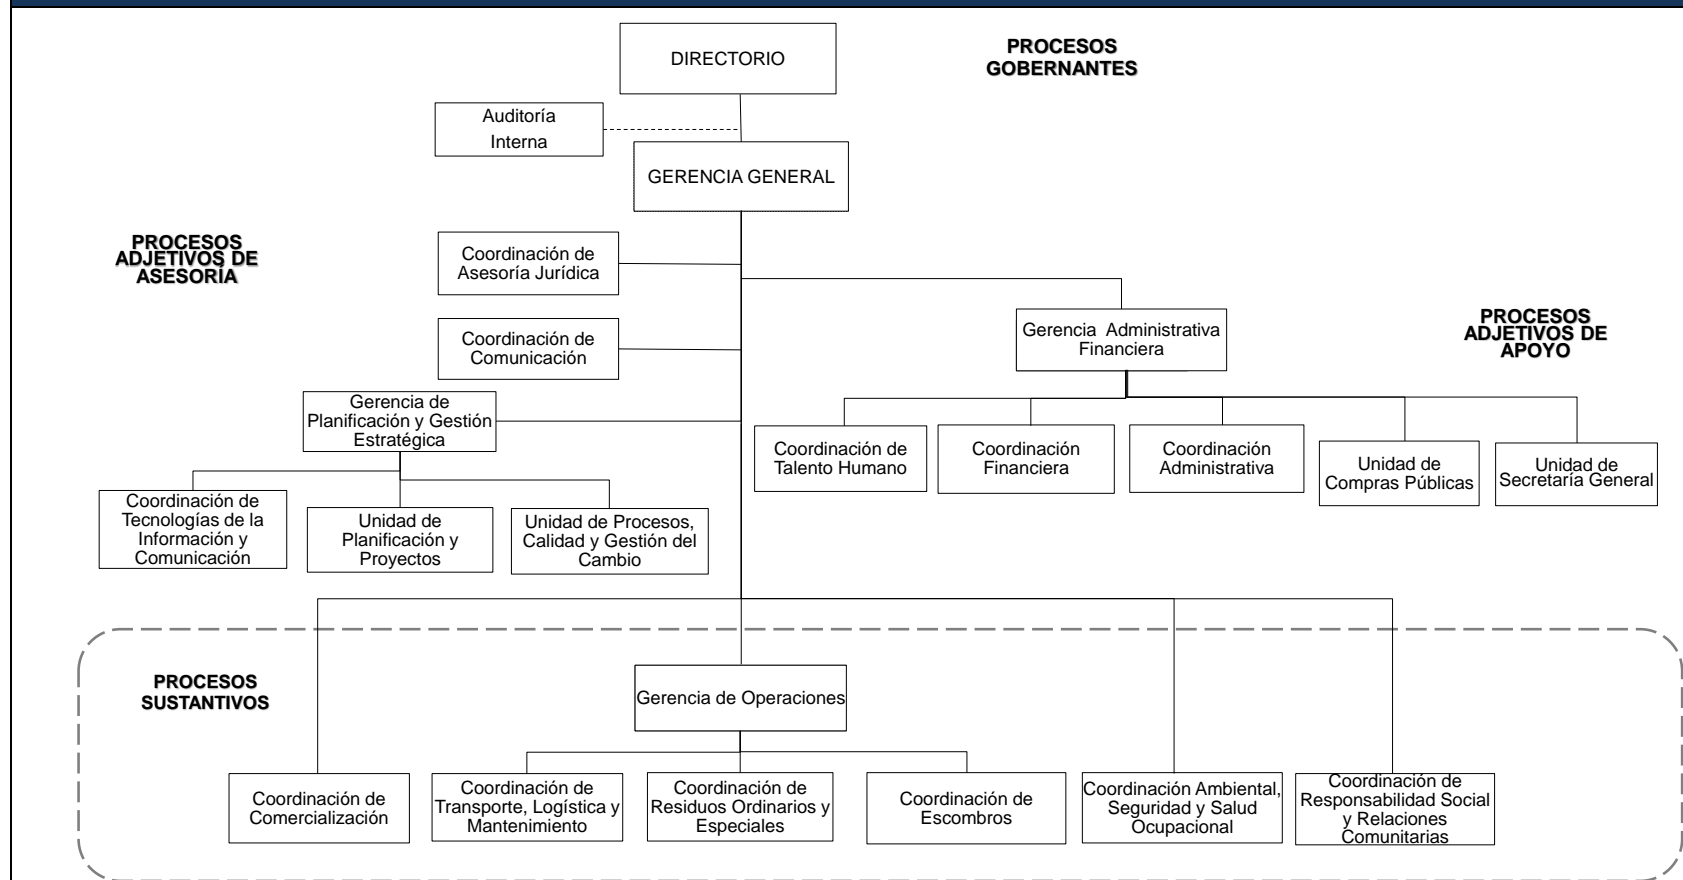 DIRECTORIO
PROCESOS
GOBERNANTES
Auditoría
Interna
GERENCIA GENERAL
PROCESOS
ADJETIVOS DE
ASESORÍA
Coordinación de
Asesoría Jurídica
Coordinación de
Comunicación
Gerencia Administrativa
Financiera
PROCESOS
ADJETIVOS DE
APOYO
Gerencia de
Planificación y Gestión
Estratégica
Coordinación de
Talento Humano
Coordinación
Financiera
Coordinación
Administrativa
Unidad de
Compras Públicas
Unidad de
Secretaría General
Coordinación de
Tecnologías de la
Información y
Comunicación
Unidad de
Planificación y
Proyectos
Unidad de Procesos,
Calidad y Gestión del
Cambio
PROCESOS
SUSTANTIVOS
Gerencia de Operaciones
Coordinación de
Comercialización
Coordinación de
Transporte, Logística y
Mantenimiento
Coordinación de
Residuos Ordinarios y
Especiales
Coordinación de
Escombros
Coordinación Ambiental,
Seguridad y Salud
Ocupacional
Coordinación de
Responsabilidad Social
y Relaciones
Comunitarias